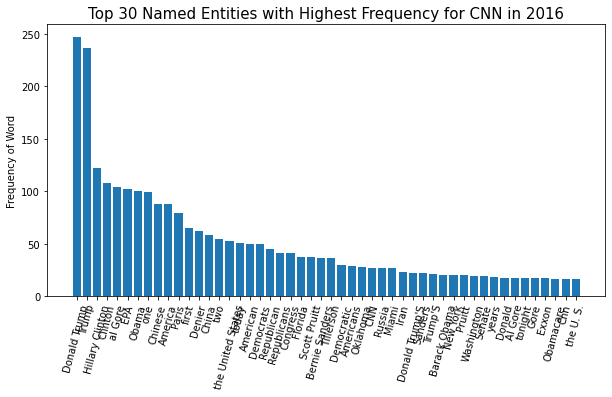 Top 30 Named Entities with Highest Frequency for CNN in 2016
Frequency of Word
250
200
150
100
50
0
Donald Trump
Trump
Hillary Clinton
Clinton
al Gore
EPA
Obama
one
Chinese
America
Paris
first
Denier
China
two
the United States
today
American
Democrats
Republican
Republicans
Congress
Florida
Scott Pruitt
Bernie Sanders
Tillerson
Democratic
Americans
Oklahoma
CNN
Russia
Miami
Iran
Donald Trump'S
Sanders
Trump'S
Barack Obama
New York
Pruitt
Washington
Senate
years
Donald
Al Gore
tonight
Gore
Exxon
Obamacare
the U. S.